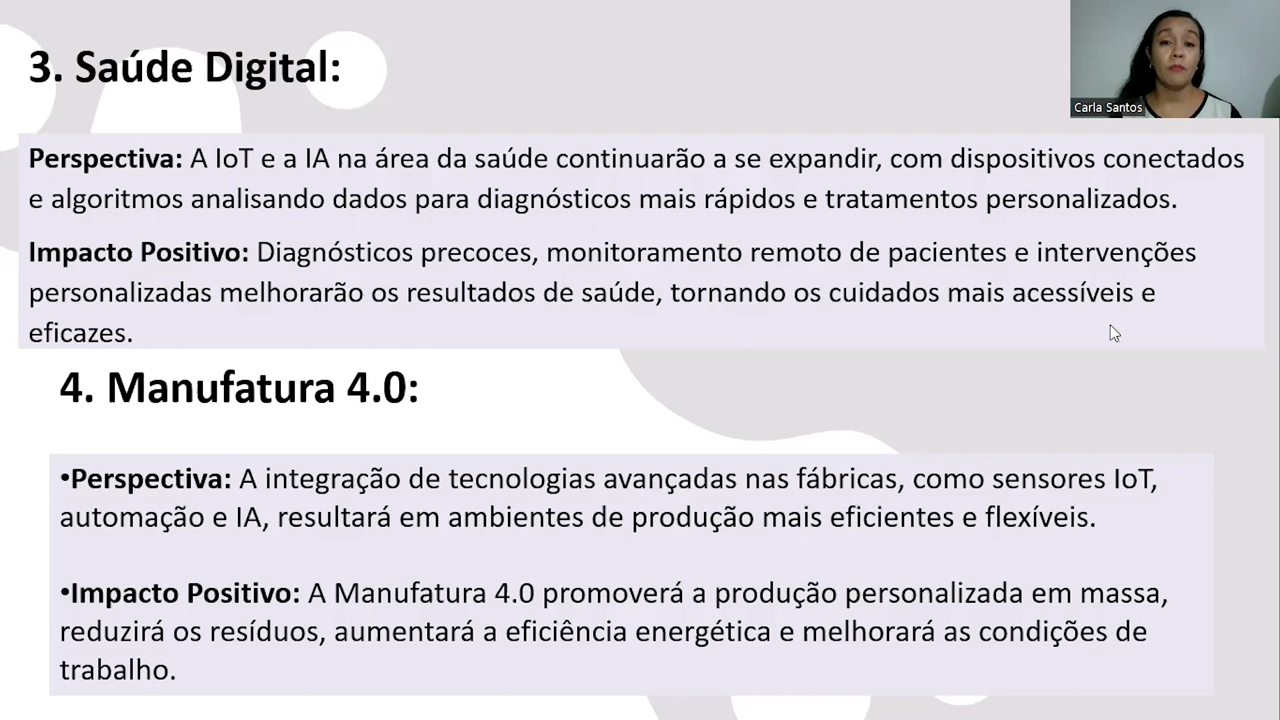 3. Saúde Digital:
Carla Santos
Perspectiva: A IoT e a IA na área da saúde continuarão a se expandir, com dispositivos conectados
e algoritmos analisando dados para diagnósticos mais rápidos e tratamentos personalizados.
Impacto Positivo: Diagnósticos precoces, monitoramento remoto de pacientes e intervenções
personalizadas melhorarão os resultados de saúde, tornando os cuidados mais acessíveis e
eficazes.
4. Manufatura 4.0:
•Perspectiva: A integração de tecnologias avançadas nas fábricas, como sensores IoT,
automação e IA, resultará em ambientes de produção mais eficientes e flexíveis.
•Impacto Positivo: A Manufatura 4.0 promoverá a produção personalizada em massa,
reduzirá os resíduos, aumentará a eficiência energética e melhorará as condições de
trabalho.